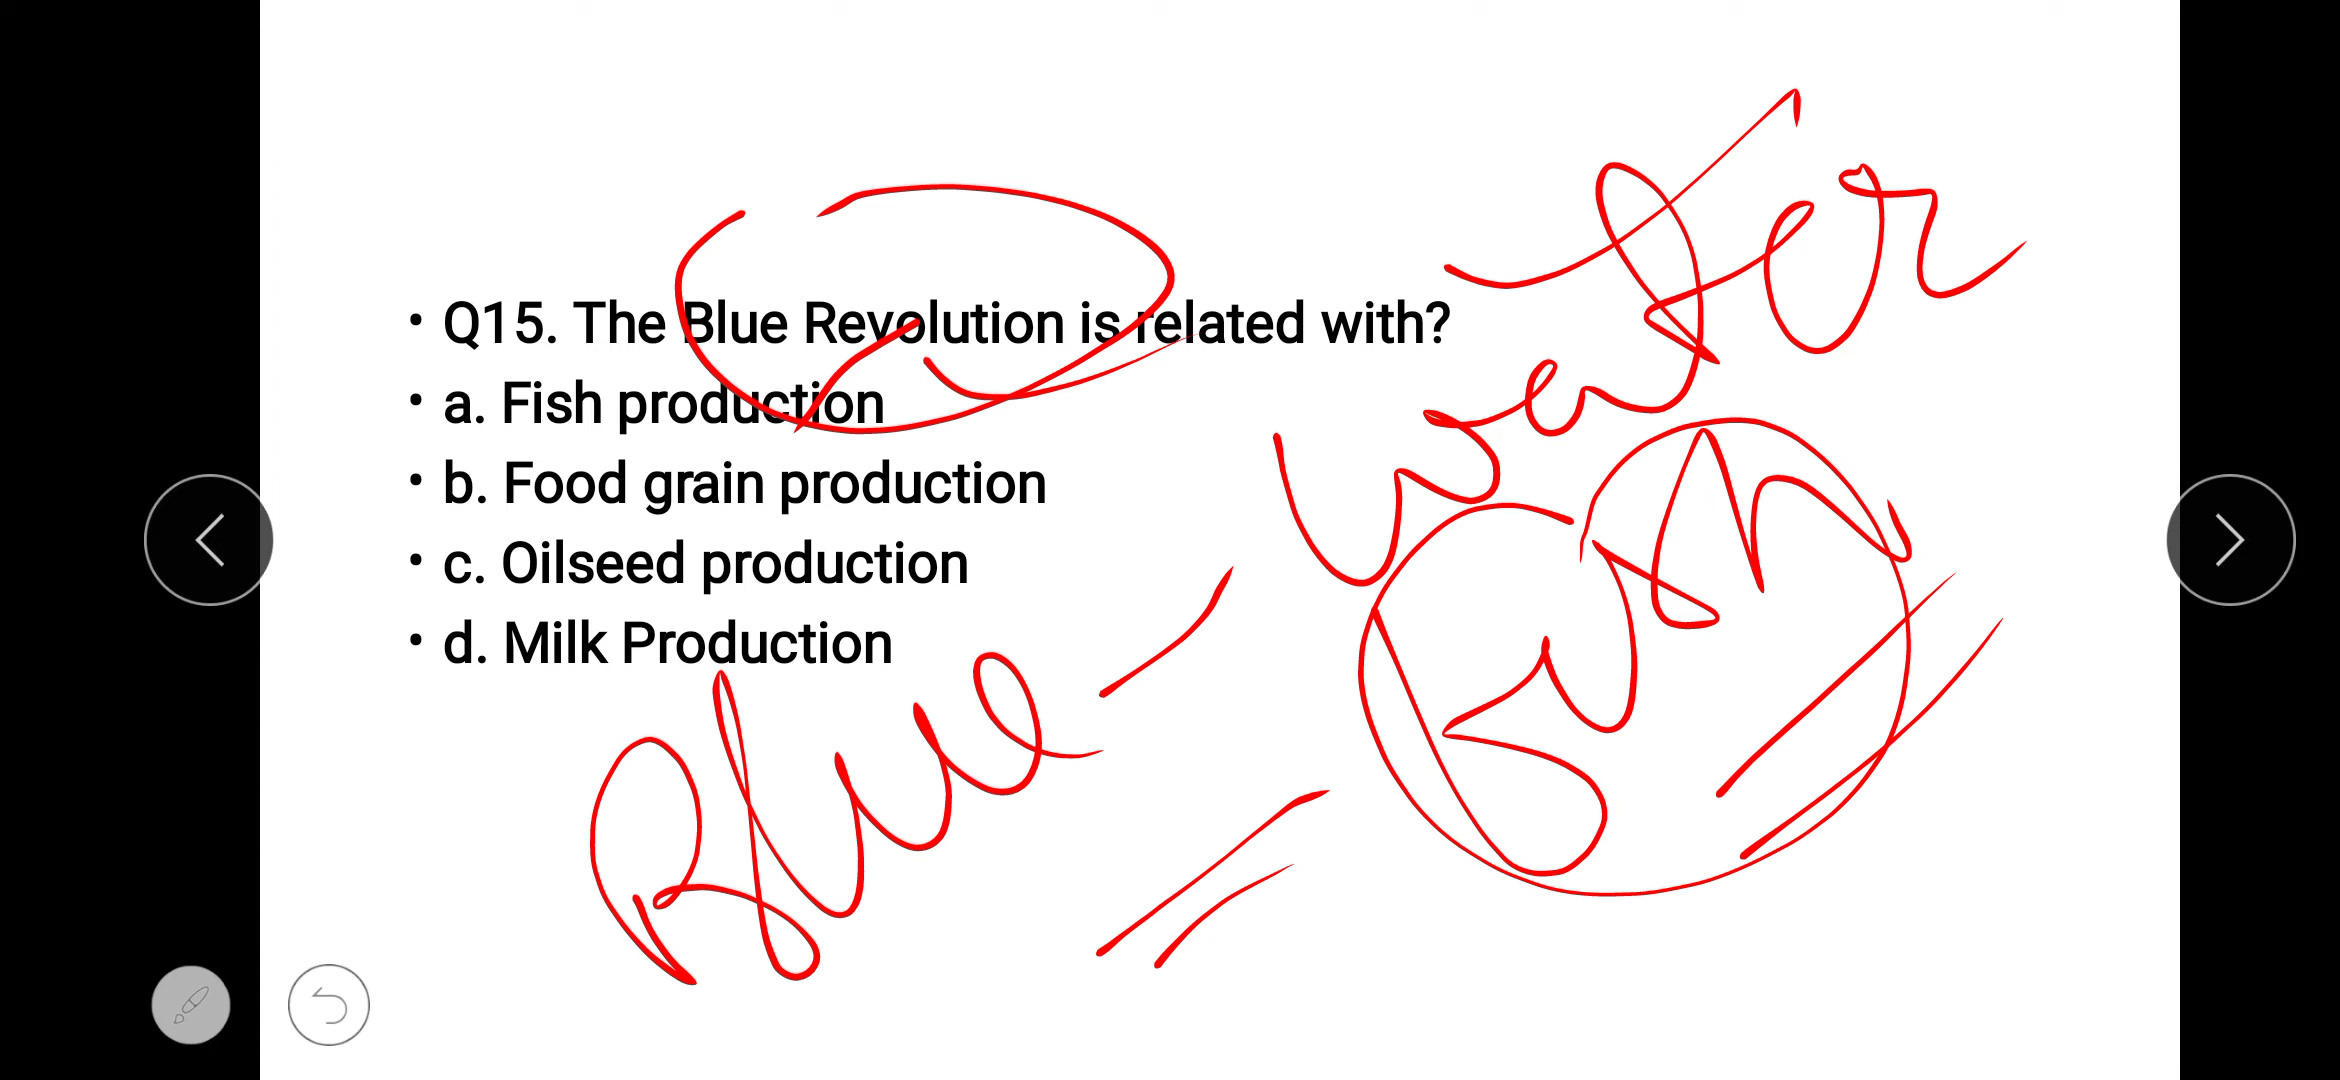 • Q15. The Blue Revolution is related with?
• a. Fish production
• b. Food grain production
• c. Oilseed production
• d. Milk Production
Blue – water